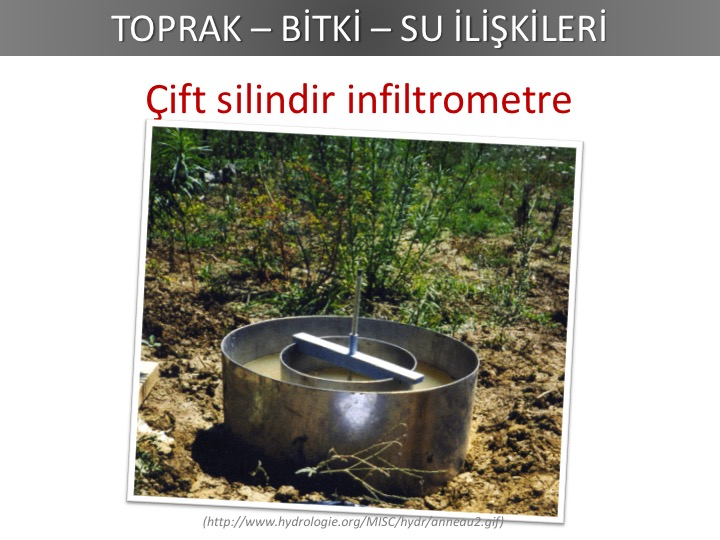 TOPRAK – BİTKİ – SU İLİŞKİLERİ
Çift silindir infiltrometre
(http://www.hydrologie.org/MISC/hydr/anneau2.gif)